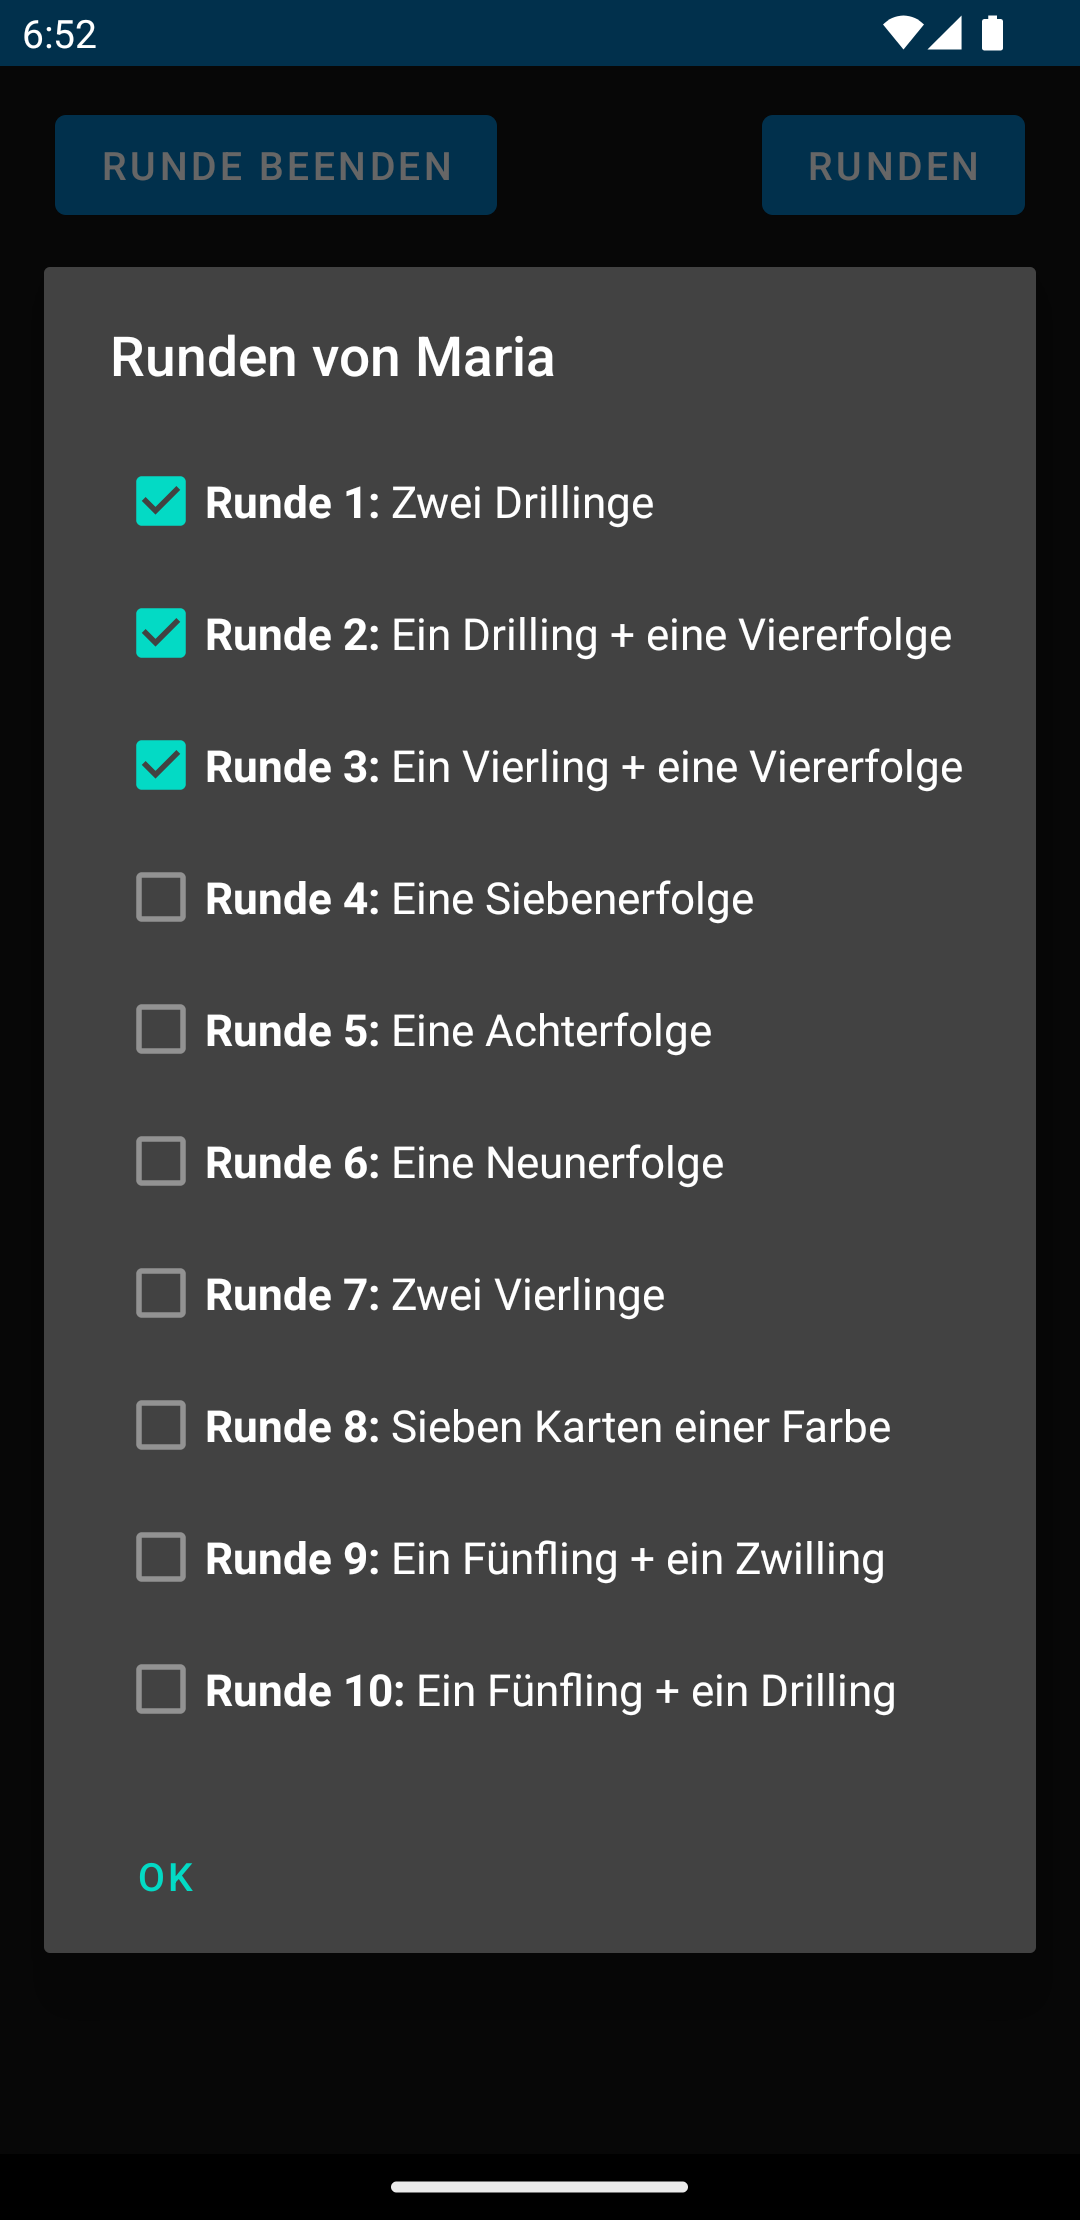 6:52
RUNDE BEENDEN RUNDEN
Runden von Maria
Runde 1: Zwei Drillinge
Runde 2: Ein Drilling + eine Viererfolge
Runde 3: Ein Vierling + eine Viererfolge
Runde 4: Eine Siebenerfolge
Runde 5: Eine Achterfolge
Runde 6: Eine Neunerfolge
Runde 7: Zwei Vierlinge
Runde 8: Sieben Karten einer Farbe
Runde 9: Ein Fünfling + ein Zwilling
Runde 10: Ein Fünfling + ein Drilling
OK